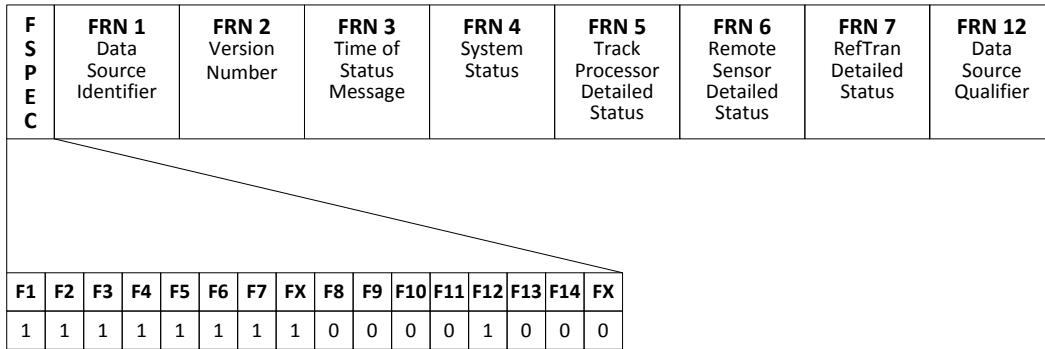 F
S
P
E
C
FRN 1
Data
Source
Identifier
FRN 2
Version
Number
FRN 3
Time of
Status
Message
FRN 4
System
Status
FRN 5
Track
Processor
Detailed
Status
FRN 6
Remote
Sensor
Detailed
Status
FRN 7
RefTran
Detailed
Status
FRN 12
Data
Source
Qualifier
F1 F2 F3 F4 F5 F6 F7 FX F8 F9 F10 F11 F12 F13 F14 FX
1 1 1 1 1 1 1 1 0 0 0 0 1 0 0 0